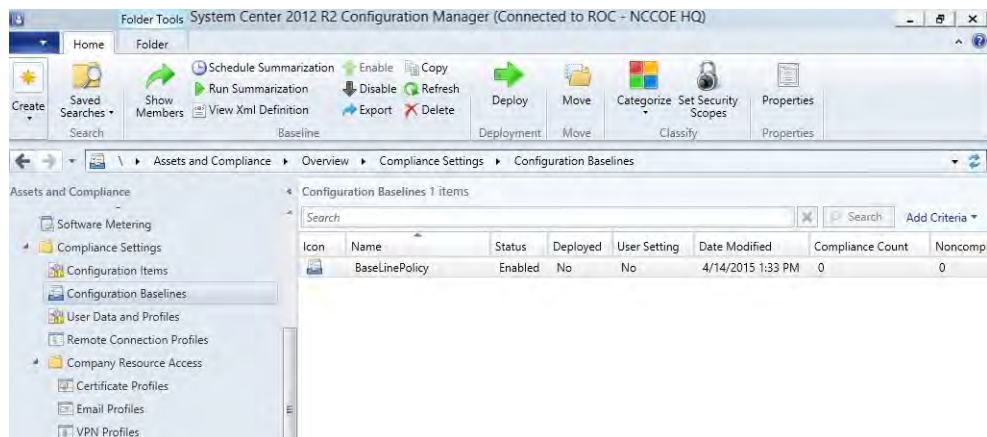 Folder Tools System Center 2012 R2 Configuration Manager (Connected to ROC - NCCOE HQ)
Home Folder
Create
Saved Searches
Search
Show Members
Schedule Summarization
Run Summarization
View Xml Definition
Enable
Disable
Export
Copy
Refresh
Delete
Baseline
Deploy
Deployment
Move
Move
Categorize
Set Security Scopes
Classify
Properties
Properties
\ Assets and Compliance Overview Compliance Settings Configuration Baselines
Assets and Compliance
Software Metering
Compliance Settings
Configuration Items
Configuration Baselines
User Data and Profiles
Remote Connection Profiles
Company Resource Access
Certificate Profiles
Email Profiles
VPN Profiles
Configuration Baselines 1 items
Search Search Add Criteria
Icon Name Status Deployed User Setting Date Modified Compliance Count Noncomp
BaseLinePolicy Enabled No No 4/14/2015 1:33 PM 0 0